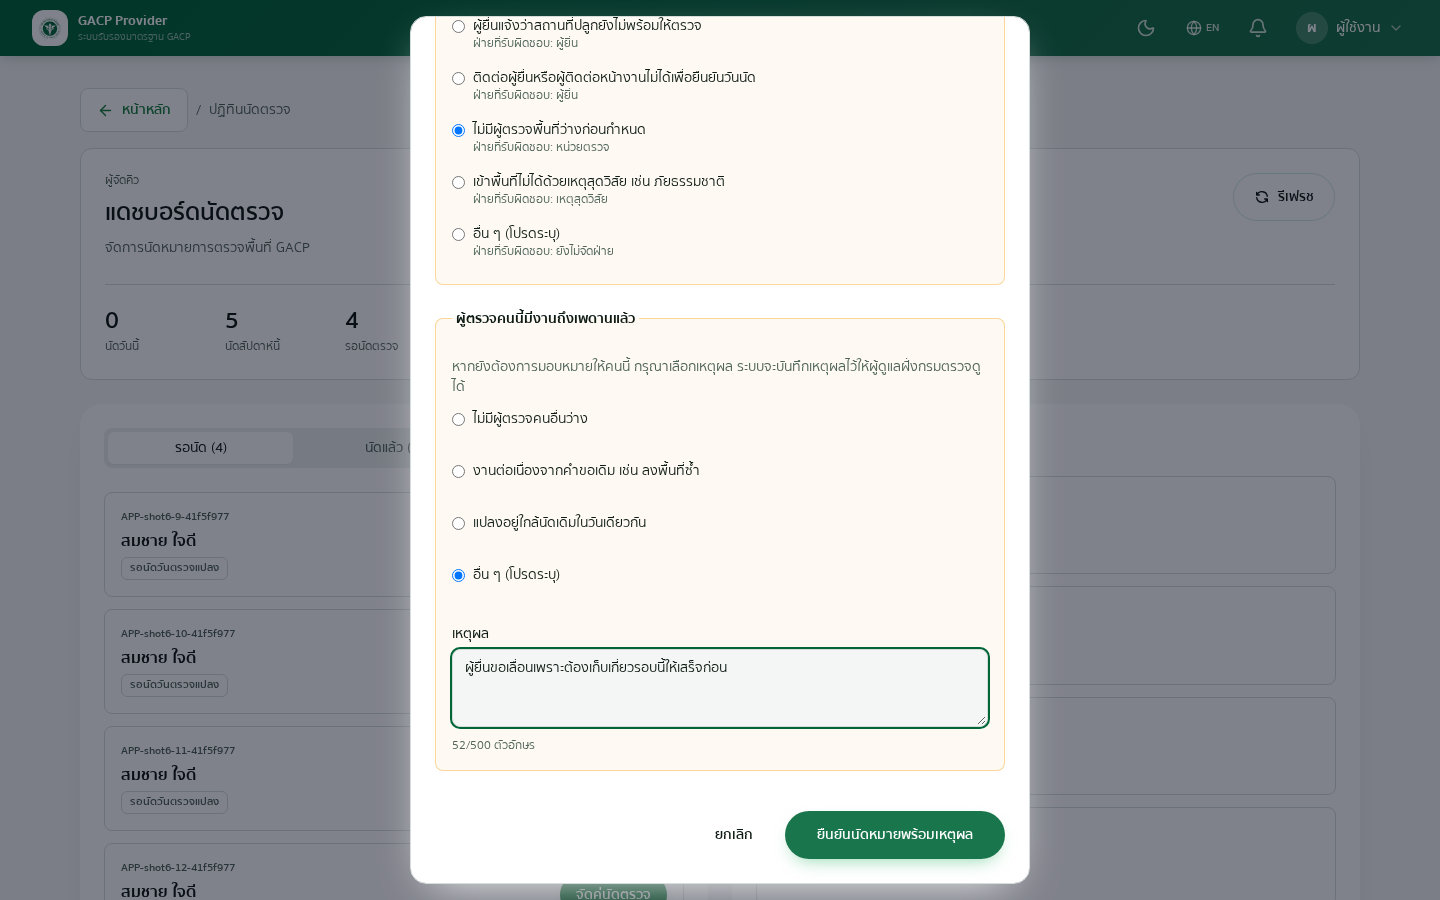 GACP Provider
ระบบรับรองมาตรฐาน GACP
EN
ผ
ผู้ใช้งาน
หน้าหลัก
/ ปฏิทินนัดตรวจ
ผู้จัดคิว
แดชบอร์ดนัดตรวจ
จัดการนัดหมายการตรวจพื้นที่ GACP
รีเฟรช
0
นัดวันนี้
5
นัดสัปดาห์นี้
4
รอนัดตรวจ
รอนัด (4)
นัดแล้ว (
APP-shot6-9-41f5f977
สมชาย ใจดี
รอนัดวันตรวจแปลง
APP-shot6-10-41f5f977
สมชาย ใจดี
รอนัดวันตรวจแปลง
APP-shot6-11-41f5f977
สมชาย ใจดี
รอนัดวันตรวจแปลง
APP-shot6-12-41f5f977
สมชาย ใจดี
จัดคู่นัดตรวจ
ผู้ยื่นแจ้งว่าสถานที่ปลูกยังไม่พร้อมให้ตรวจ
ฝ่ายที่รับผิดชอบ: ผู้ยื่น
ติดต่อผู้ยื่นหรือผู้ติดต่อหน้างานไม่ได้เพื่อยืนยันวันนัด
ฝ่ายที่รับผิดชอบ: ผู้ยื่น
ไม่มีผู้ตรวจพื้นที่ว่างก่อนกำหนด
ฝ่ายที่รับผิดชอบ: หน่วยตรวจ
เข้าพื้นที่ไม่ได้ด้วยเหตุสุดวิสัย เช่น ภัยธรรมชาติ
ฝ่ายที่รับผิดชอบ: เหตุสุดวิสัย
อื่น ๆ (โปรดระบุ)
ฝ่ายที่รับผิดชอบ: ยังไม่จัดฝ่าย
ผู้ตรวจคนนี้มีงานถึงเพดานแล้ว
หากยังต้องการมอบหมายให้คนนี้ กรุณาเลือกเหตุผล ระบบจะบันทึกเหตุผลไว้ให้ผู้ดูแลฝั่งกรมตรวจดู
ได้
ไม่มีผู้ตรวจคนอื่นว่าง
งานต่อเนื่องจากคำขอเดิม เช่น ลงพื้นที่ซ้ำ
แปลงอยู่ใกล้นัดเดิมในวันเดียวกัน
อื่น ๆ (โปรดระบุ)
เหตุผล
ผู้ยื่นขอเลื่อนเพราะต้องเก็บเกี่ยวรอบนี้ให้เสร็จก่อน
52/500 ตัวอักษร
ยกเลิก
ยืนยันนัดหมายพร้อมเหตุผล